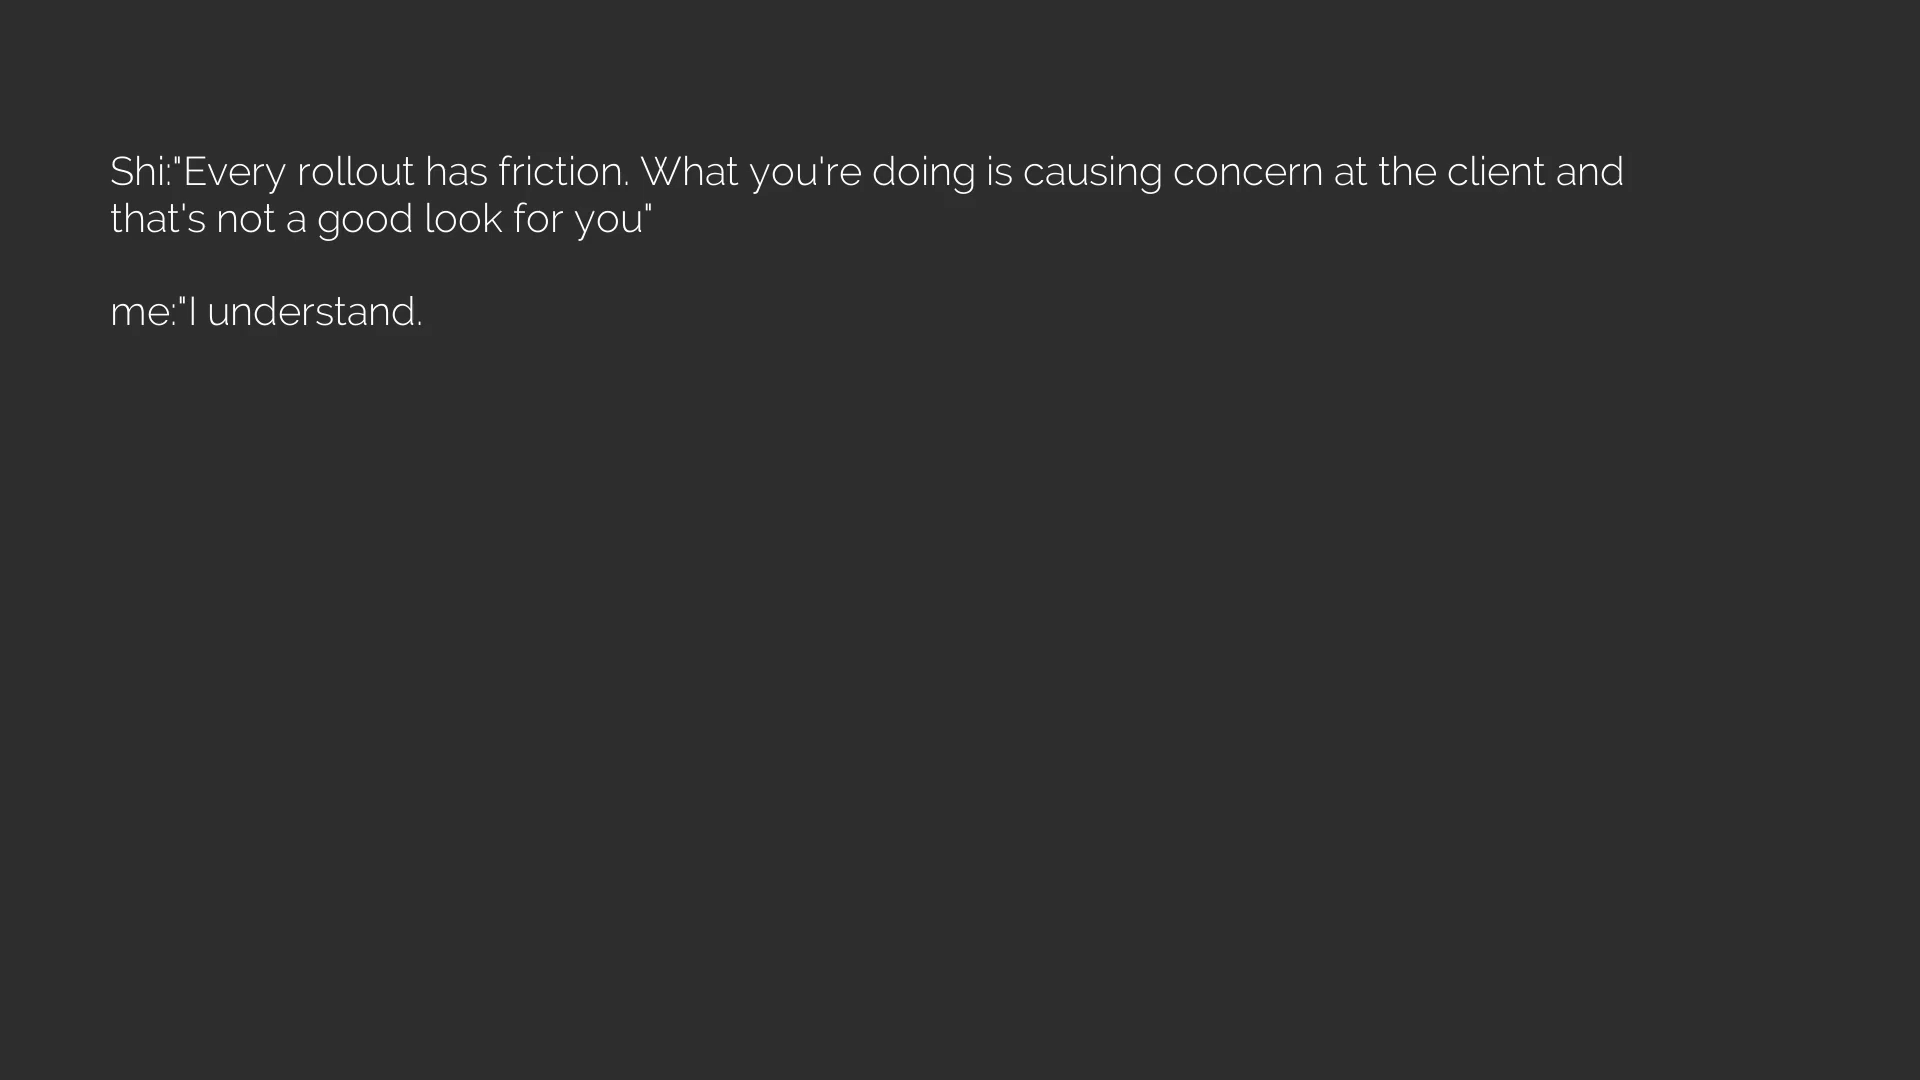 Shi:"Every rollout has friction. What you're doing is causing concern at the client and
that's not a good look for you"
me:"I understand.